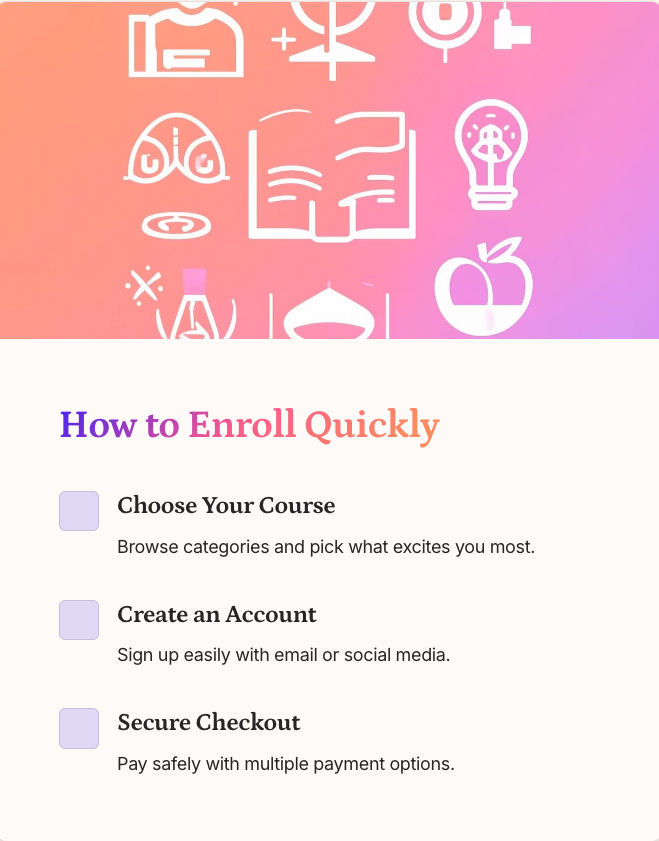 How to Enroll Quickly
Choose Your Course
Browse categories and pick what excites you most.
Create an Account
Sign up easily with email or social media.
Secure Checkout
Pay safely with multiple payment options.